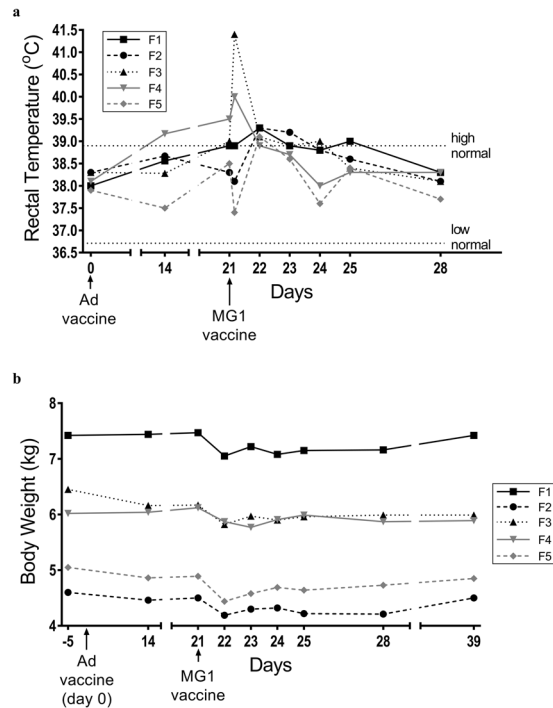 a
41.5
41.0
40.5
40.0
39.5
39.0
38.5
38.0
37.5
37.0
36.5
Rectal Temperature (°C)
F1
F2
F3
F4
F5
high
normal
low
normal
0
14
21
22
23
24
25
28
Days
Ad
vaccine
MG1
vaccine
b
8
7
6
5
4
Body Weight (kg)
F1
F2
F3
F4
F5
-5
14
21
22
23
24
25
28
39
Days
Ad
vaccine
(day 0)
MG1
vaccine